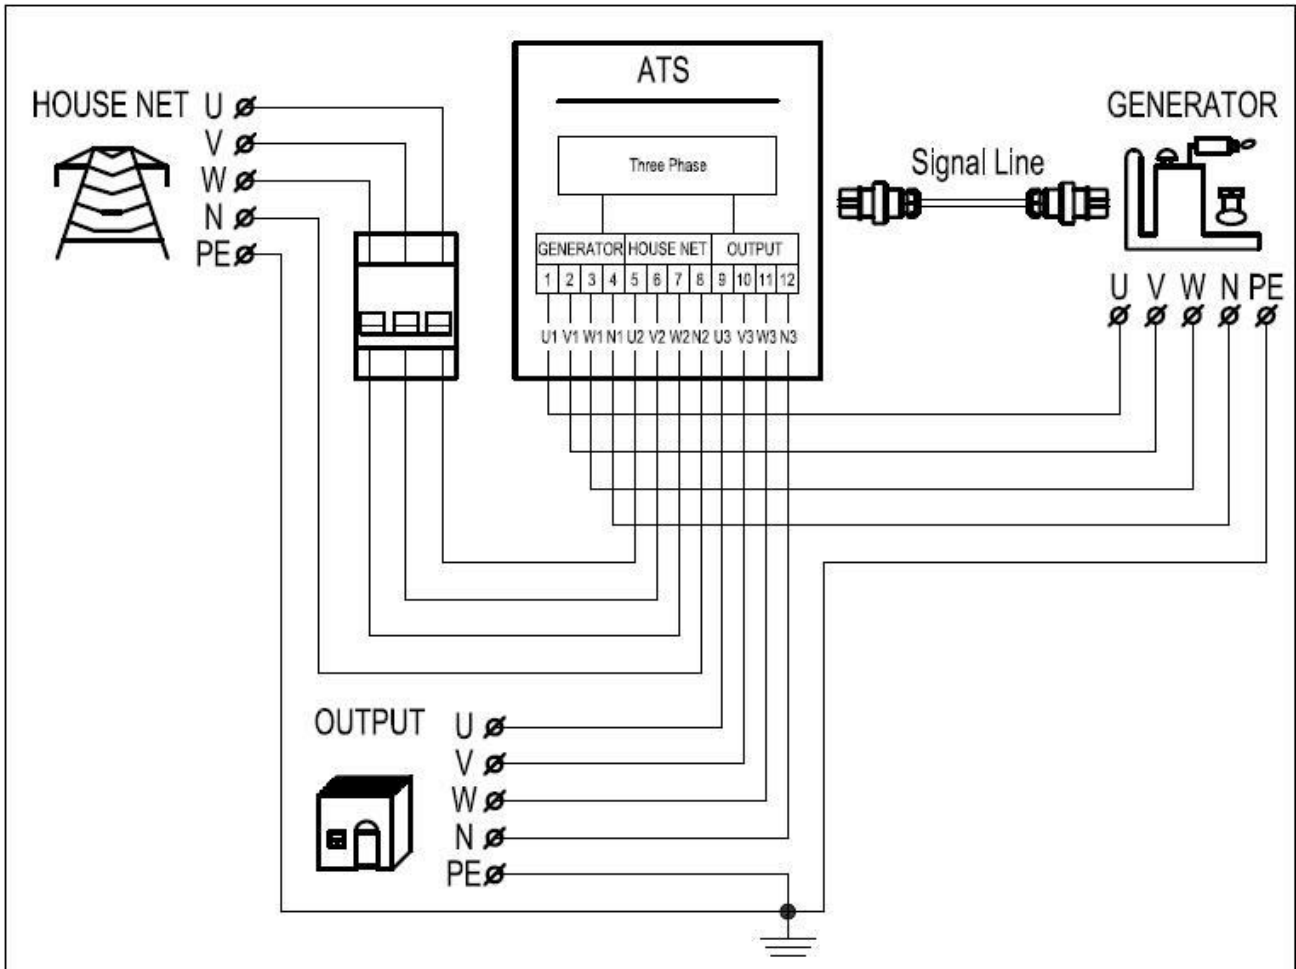 ATS
HOUSE NET
U
V
W
N
PE
GENERATOR
Signal Line
Three Phase
GENERATOR HOUSE NET OUTPUT
1 2 3 4 5 6 7 8 9 10 11 12
U1 V1 W1 N1 U2 V2 W2 N2 U3 V3 W3 N3
U V W N PE
OUTPUT
U
V
W
N
PE